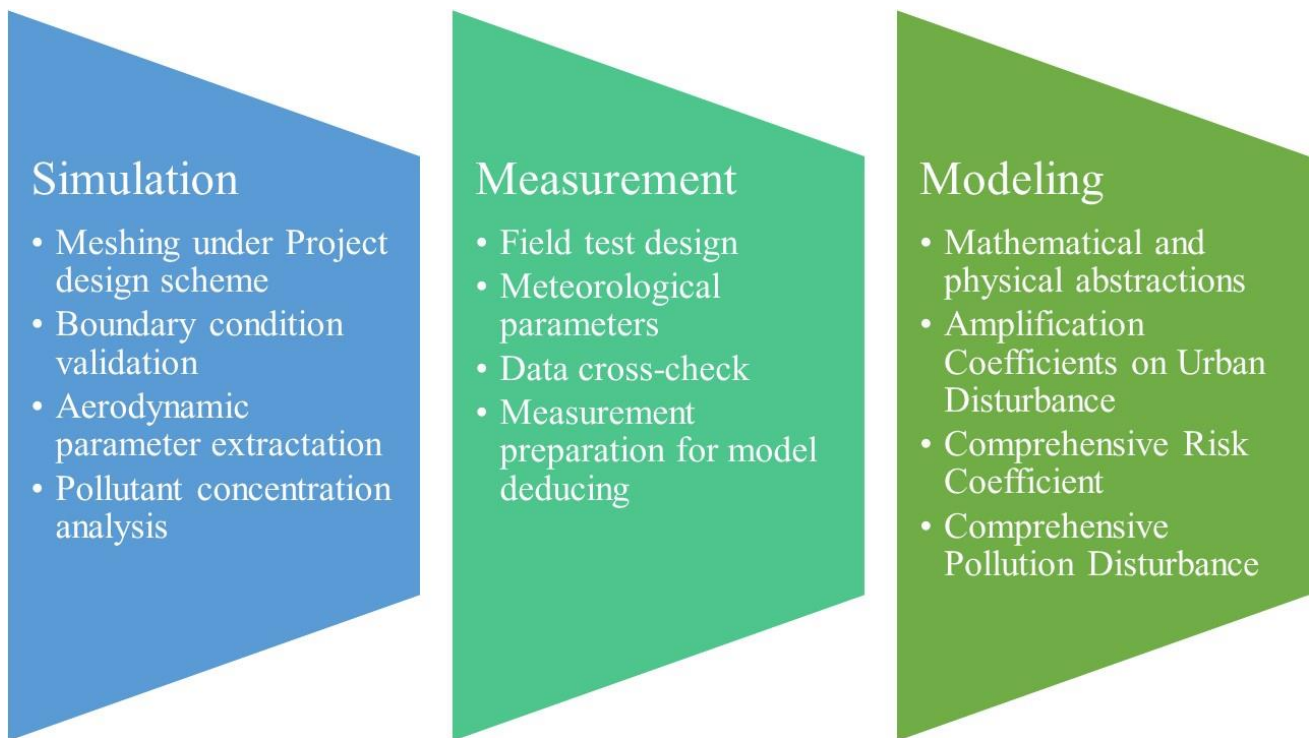 Simulation
• Meshing under Project
design scheme
• Boundary condition
validation
• Aerodynamic
parameter extractation
• Pollutant concentration
analysis
Measurement
• Field test design
• Meteorological
parameters
• Data cross-check
• Measurement
preparation for model
deducing
Modeling
• Mathematical and
physical abstractions
• Amplification
Coefficients on Urban
Disturbance
• Comprehensive Risk
Coefficient
• Comprehensive
Pollution Disturbance